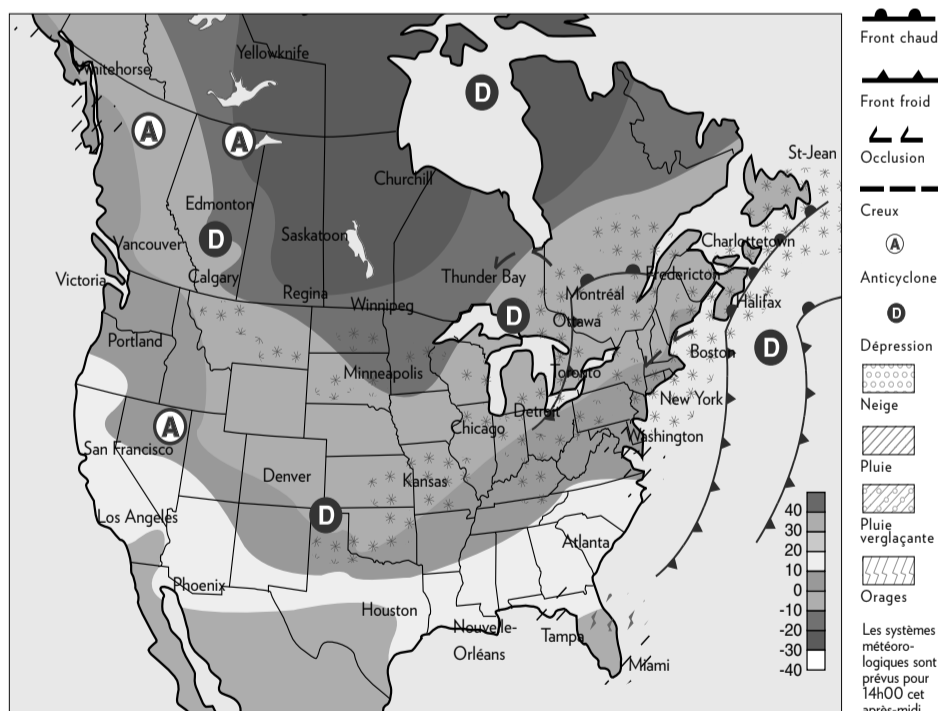 Whitehorse
Yellowknife
D
A
A
Churchill
St-Jean
Edmonton
D
Saskatoon
Vancouver
Calgary
Victoria
Regina
Winnipeg
Thunder Bay
D
Montréal
Ottawa
Fredericton
Charlottetown
Halifax
Portland
Minneapolis
Toronto
Boston
D
A
San Francisco
Chicago
Detroit
New York
Washington
Denver
Kansas
D
Los Angeles
Atlanta
Phoenix
Houston
Nouvelle-
Orléans
Tampa
Miami
40
30
20
10
0
-10
-20
-30
-40
Front chaud
Front froid
Occlusion
Creux
A
Anticyclone
D
Dépression
Neige
Pluie
Pluie
verglaçante
Orages
Les systèmes
météoro-
logiques sont
prévus pour
14h00 cet
après-midi